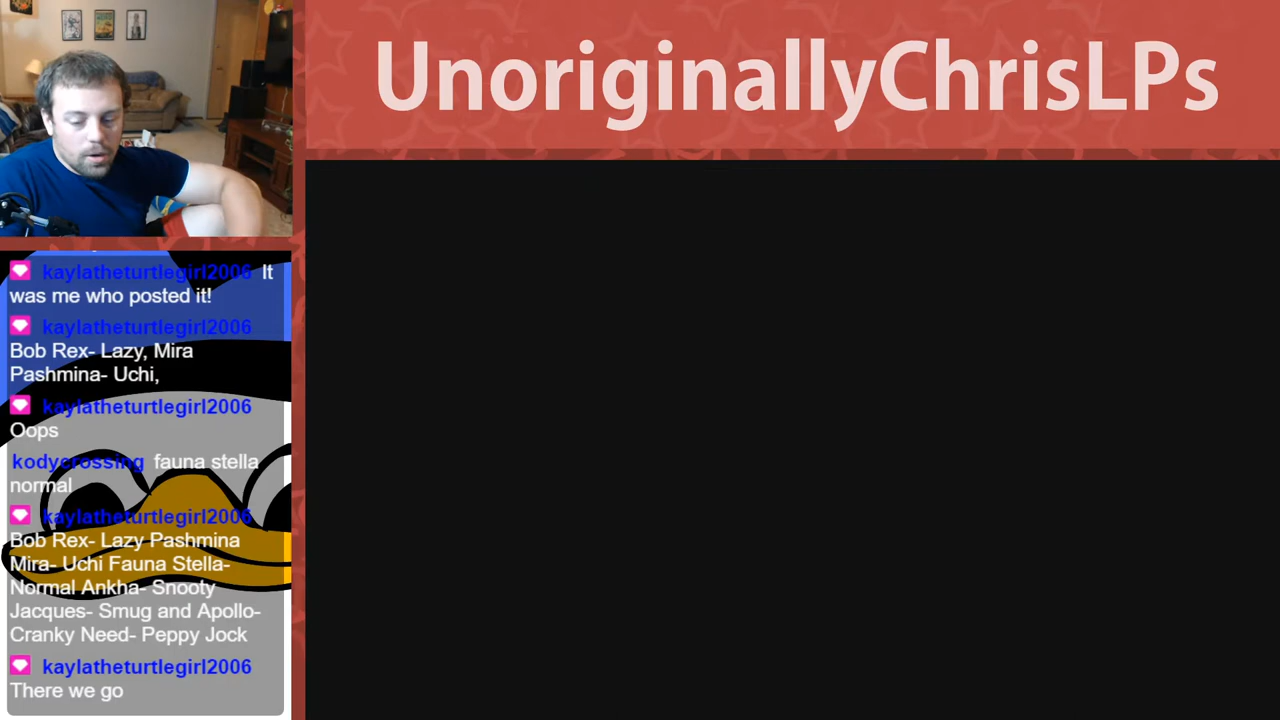 UnoriginallyChrisLPs
kaylatheturtlegirl2006 It
was me who posted it!
kaylatheturtlegirl2006
Bob Rex- Lazy, Mira
Pashmina- Uchi,
kaylatheturtlegirl2006
Oops
kodycrossing fauna stella
normal
kaylatheturtlegirl2006
Bob Rex- Lazy Pashmina
Mira- Uchi Fauna Stella-
Normal Ankha- Snooty
Jacques- Smug and Apollo-
Cranky Need- Peppy Jock
kaylatheturtlegirl2006
There we go